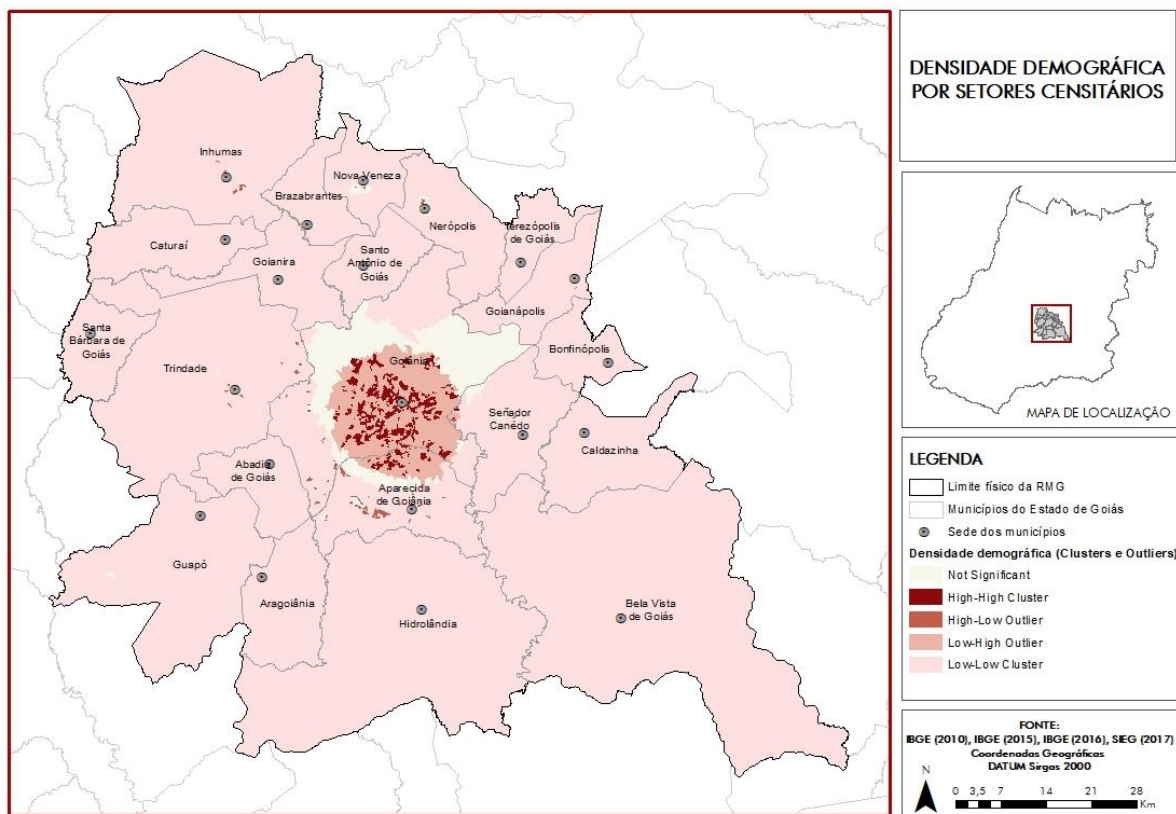 Inhumas
Nova Veneza
Brazabrantes
Nerópolis
Terezópolis
de Goiás
Caturaí
Goianira
Santo
Antônio de
Goiás
Goianápolis
Santa
Bárbara de
Goiás
Trindade
Goiânia
Bonfinópolis
Senador
Canêdo
Caldazinha
Abadia
de Goiás
Aparecida
de Goiânia
Guapó
Aragoiânia
Hidrolândia
Bela Vista
de Goiás
DENSIDADE DEMOGRÁFICA
POR SETORES CENSITÁRIOS
MAPA DE LOCALIZAÇÃO
LEGENDA
Limite físico da RMG
Municípios do Estado de Goiás
Sede dos municípios
Densidade demográfica (Clusters e Outliers)
Not Significant
High-High Cluster
High-Low Outlier
Low-High Outlier
Low-Low Cluster
FONTE:
IBGE (2010), IBGE (2015), IBGE (2016), SIEG (2017)
Coordenadas Geográficas
DATUM Sirgas 2000
N
0 3,5 7 14 21 28
Km